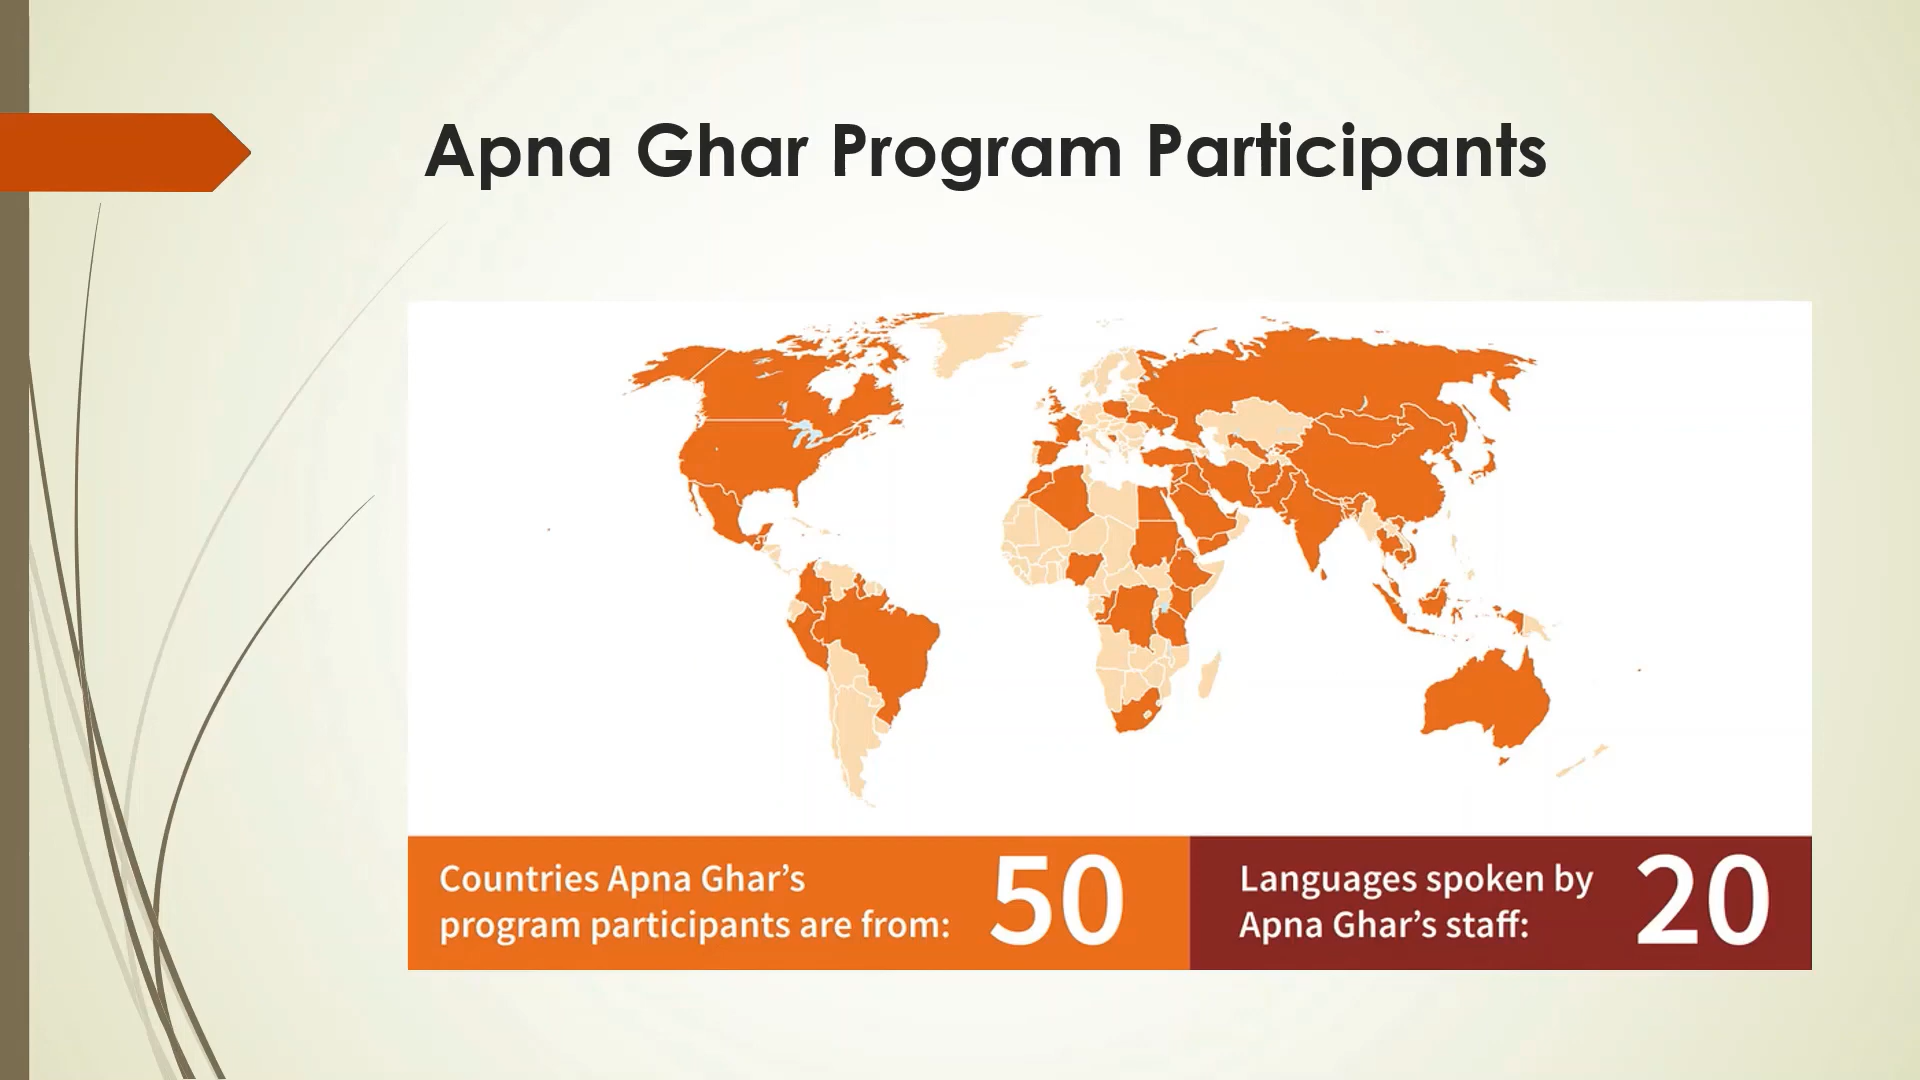 Apna Ghar Program Participants
Countries Apna Ghar’s
program participants are from:
50
Languages spoken by
Apna Ghar’s staff:
20